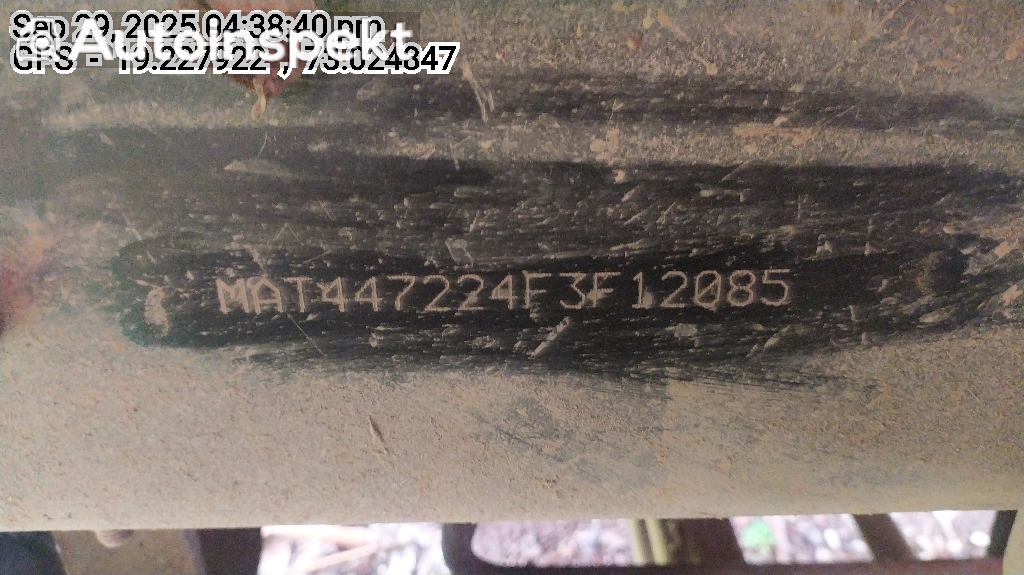 Sep 29, 2025 04:38:40 pm
Autoinspekt
GPS - 19.227922 , 73.024347
MAT447224F3F12085